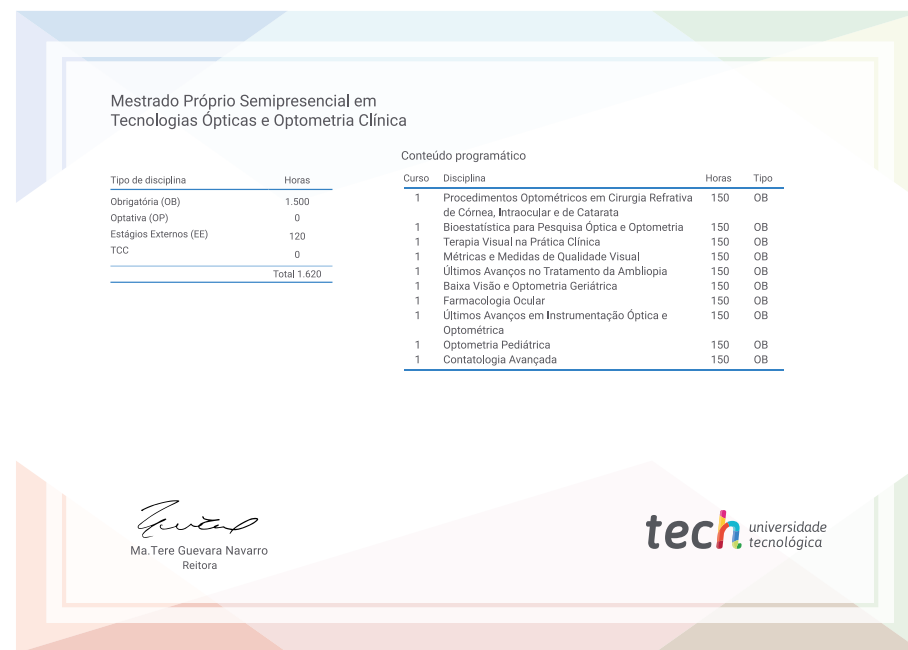 Mestrado Próprio Semipresencial em
Tecnologias Ópticas e Optometria Clínica
Tipo de disciplina Horas
Obrigatória (OB) 1.500
Optativa (OP) 0
Estágios Externos (EE) 120
TCC 0
Total 1.620
Conteúdo programático
Curso Disciplina Horas Tipo
1 Procedimentos Optométricos em Cirurgia Refrativa 150 OB
de Córnea, Intraocular e de Catarata
1 Bioestatística para Pesquisa Óptica e Optometria 150 OB
1 Terapia Visual na Prática Clínica 150 OB
1 Métricas e Medidas de Qualidade Visual 150 OB
1 Últimos Avanços no Tratamento da Ambliopia 150 OB
1 Baixa Visão e Optometria Geriátrica 150 OB
1 Farmacologia Ocular 150 OB
1 Últimos Avanços em Instrumentação Óptica e 150 OB
Optométrica
1 Optometria Pediátrica 150 OB
1 Contatologia Avançada 150 OB
Ma.Tere Guevara Navarro
Reitora
tech universidade
tecnológica